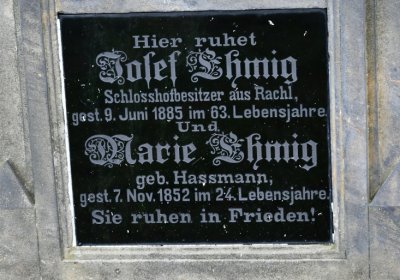 Hier ruhet
Josef Ehmig
Schlosshofbesitzer aus Rachl,
gest. 9. Juni 1885 im 63. Lebensjahre.
Und
Marie Ehmig
geb. Hassmann,
gest. 7. Nov. 1852 im 24. Lebensjahre.
Sie ruhen in Frieden!